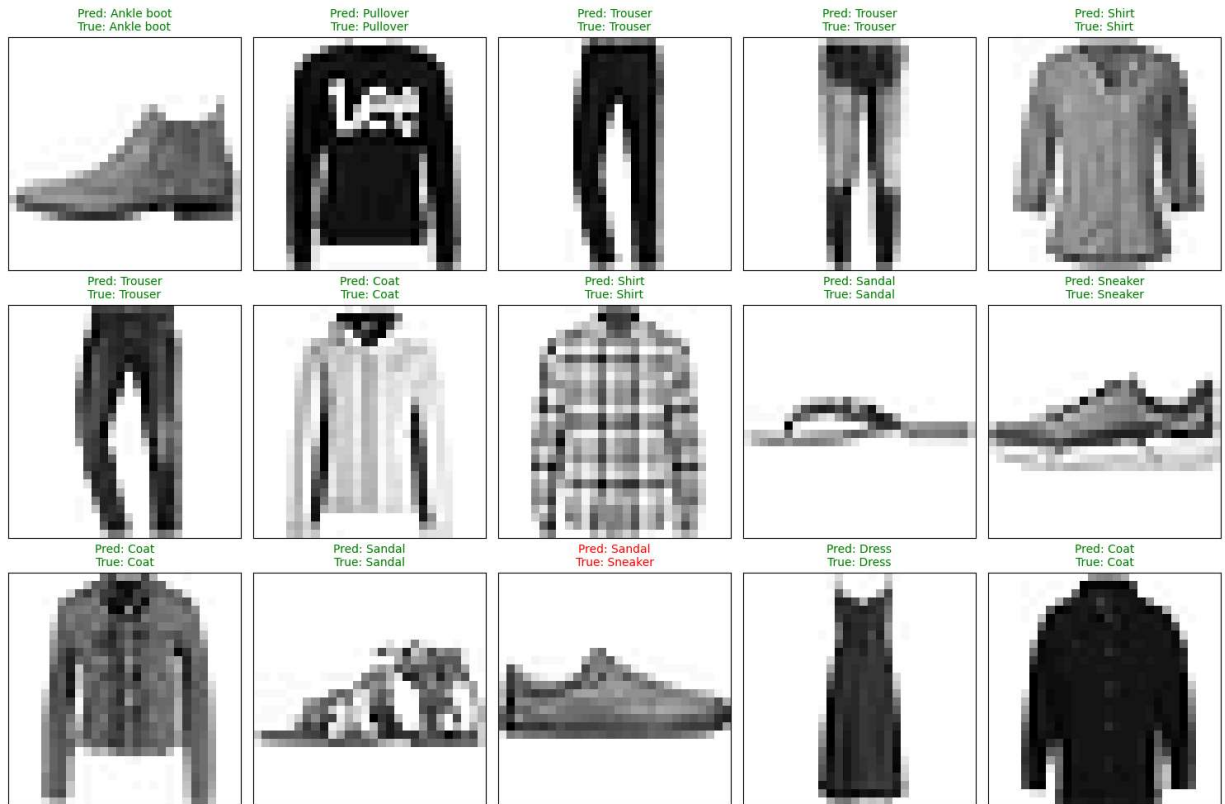 Pred: Ankle boot
True: Ankle boot
Pred: Pullover
True: Pullover
Pred: Trouser
True: Trouser
Pred: Trouser
True: Trouser
Pred: Shirt
True: Shirt
Pred: Trouser
True: Trouser
Pred: Coat
True: Coat
Pred: Shirt
True: Shirt
Pred: Sandal
True: Sandal
Pred: Sneaker
True: Sneaker
Pred: Coat
True: Coat
Pred: Sandal
True: Sandal
Pred: Sandal
True: Sneaker
Pred: Dress
True: Dress
Pred: Coat
True: Coat